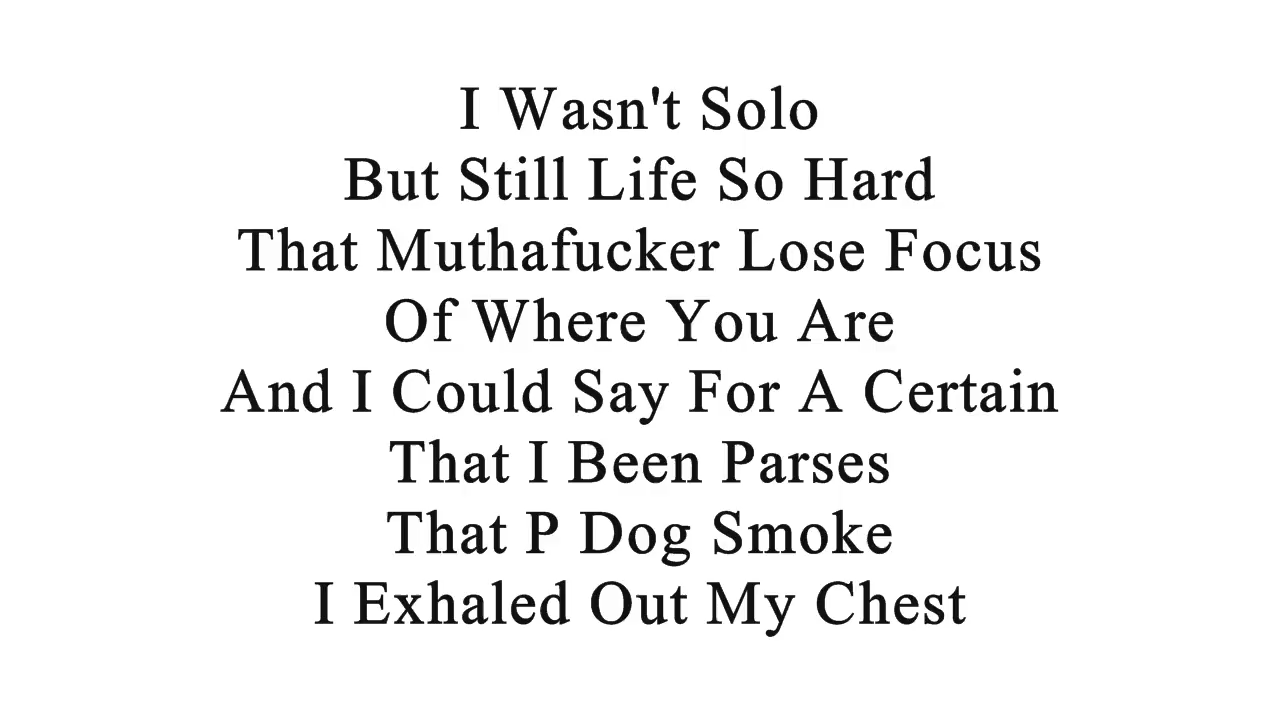 I Wasn't Solo
But Still Life So Hard
That Muthafucker Lose Focus
Of Where You Are
And I Could Say For A Certain
That I Been Parses
That P Dog Smoke
I Exhaled Out My Chest